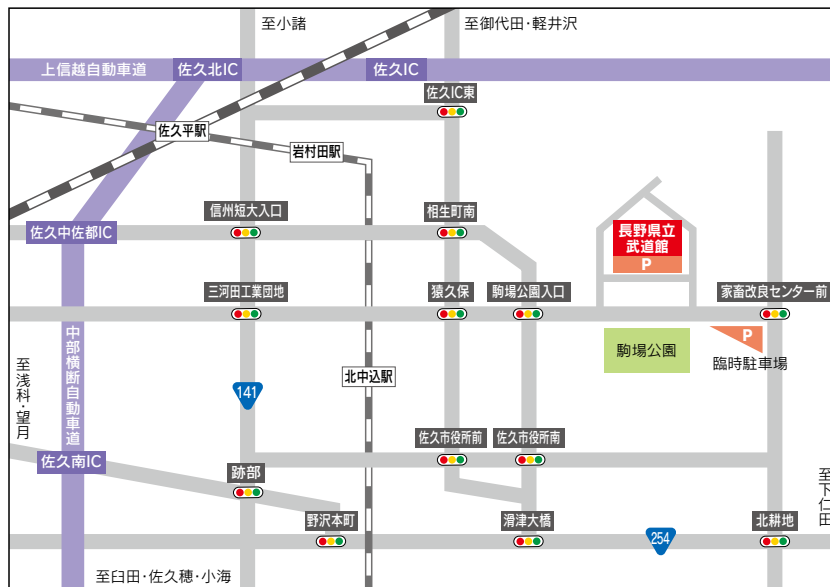 至小諸
至御代田・軽井沢
上信越自動車道
佐久北IC
佐久IC
佐久IC東
佐久平駅
岩村田駅
信州短大入口
相生町南
長野県立
武道館
P
佐久中佐都IC
三河田工業団地
猿久保
駒場公園入口
家畜改良センター前
中部横断自動車道
駒場公園
P
臨時駐車場
至浅科・望月
141
北中込駅
佐久市役所前
佐久市役所南
佐久南IC
跡部
至下仁田
野沢本町
滑津大橋
254
北耕地
至臼田・佐久穂・小海